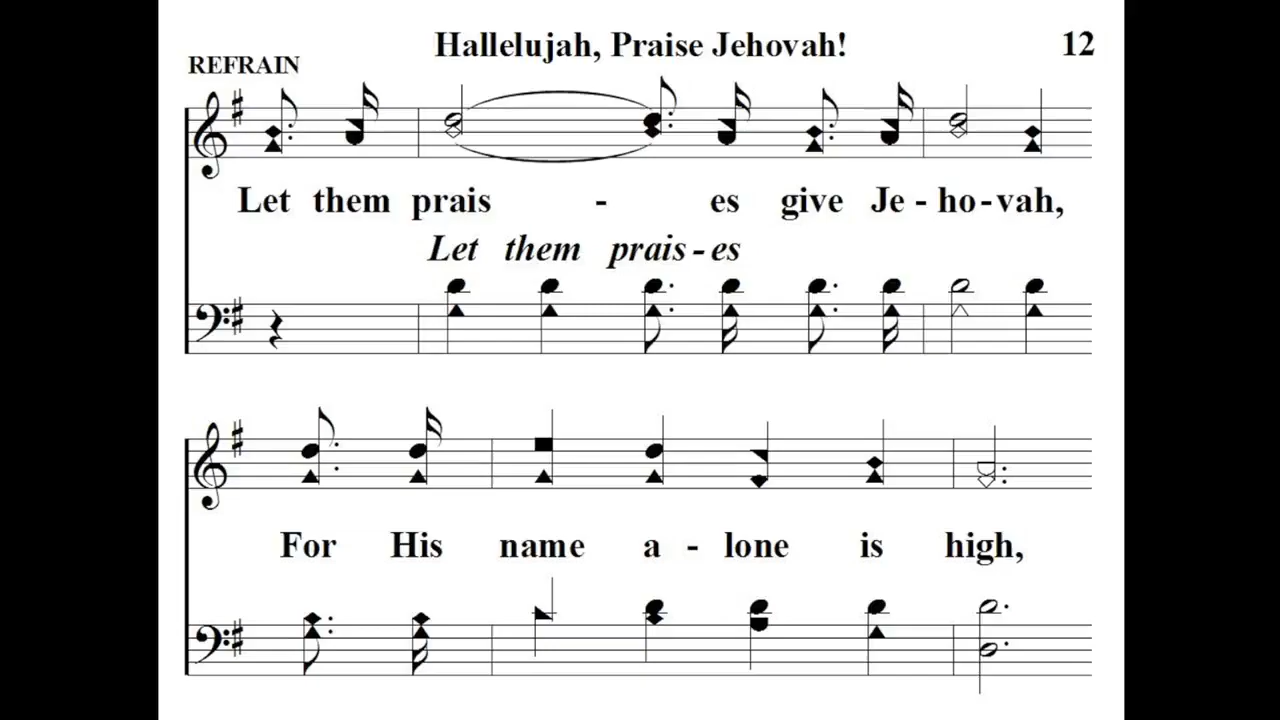 Hallelujah, Praise Jehovah! 12
REFRAIN
Let them prais - es give Je - ho - vah,
Let them prais - es
For His name a - lone is high,